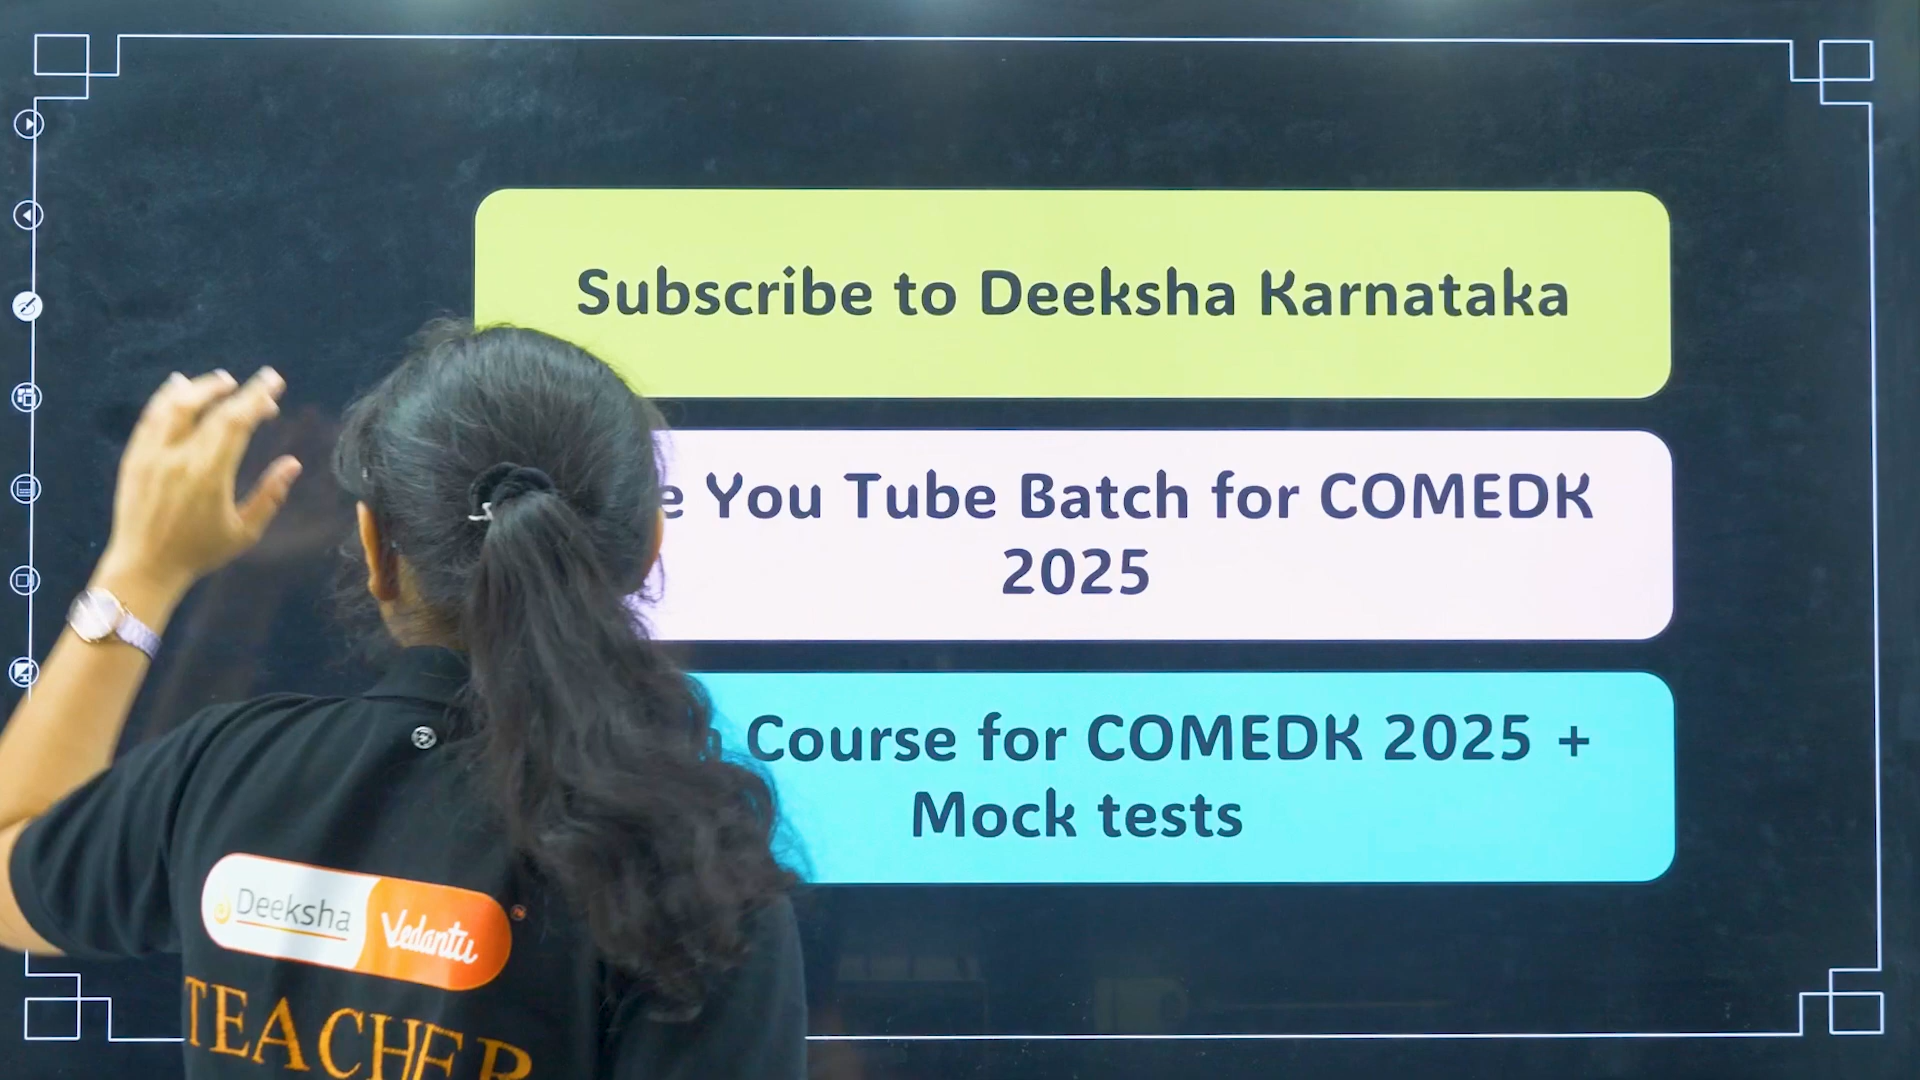 Subscribe to Deeksha Karnataka
You Tube Batch for COMEDK
2025
Course for COMEDK 2025 +
Mock tests
Deeksha Vedantu
TEACHER